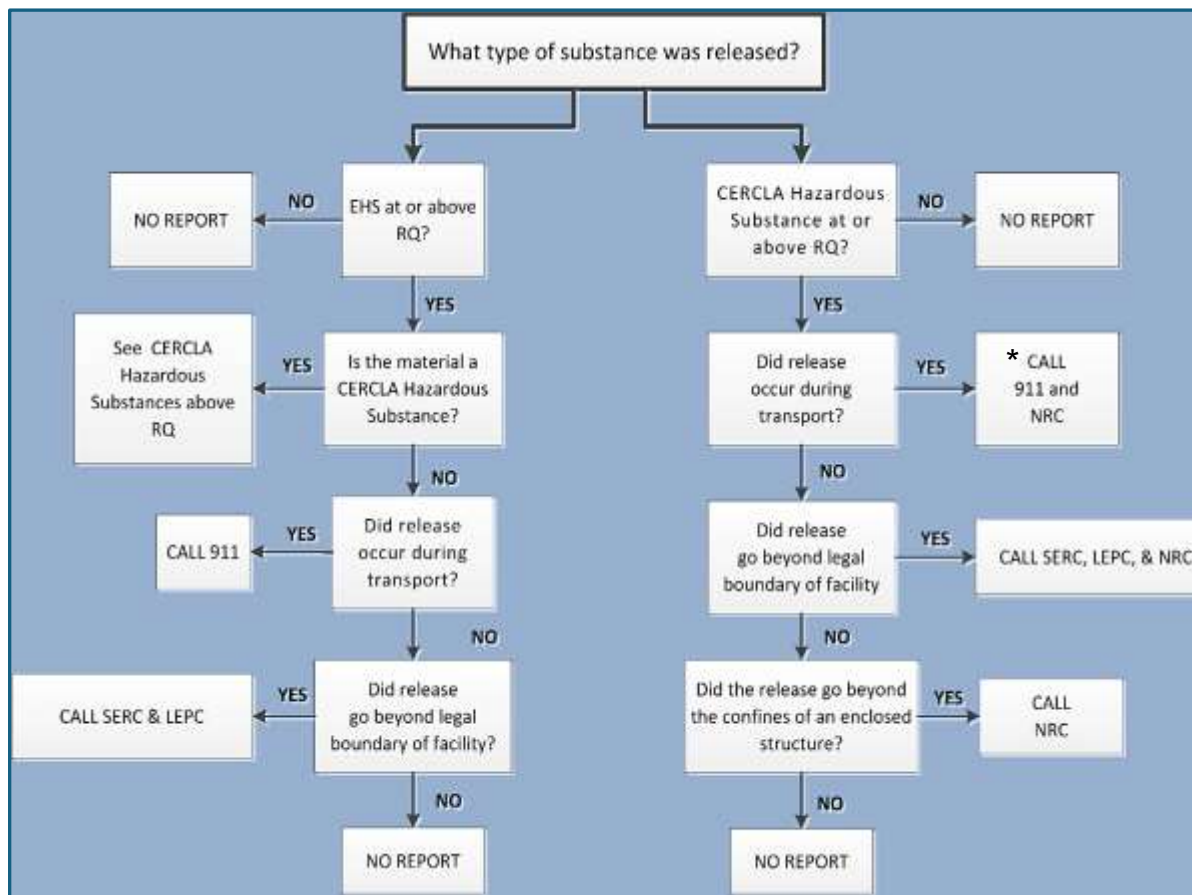 What type of substance was released?
NO REPORT
NO
EHS at or above
RQ?
CERCLA Hazardous
Substance at or
above RQ?
NO
NO REPORT
YES
YES
See CERCLA
Hazardous
Substances above
RQ
YES
Is the material a
CERCLA Hazardous
Substance?
Did release
occur during
transport?
YES
* CALL
911 and
NRC
NO
NO
CALL 911
YES
Did release
occur during
transport?
Did release
go beyond legal
boundary of facility
YES
CALL SERC, LEPC, & NRC
NO
NO
CALL SERC & LEPC
YES
Did release
go beyond legal
boundary of facility?
Did the release go beyond
the confines of an enclosed
structure?
YES
CALL
NRC
NO
NO
NO REPORT
NO REPORT